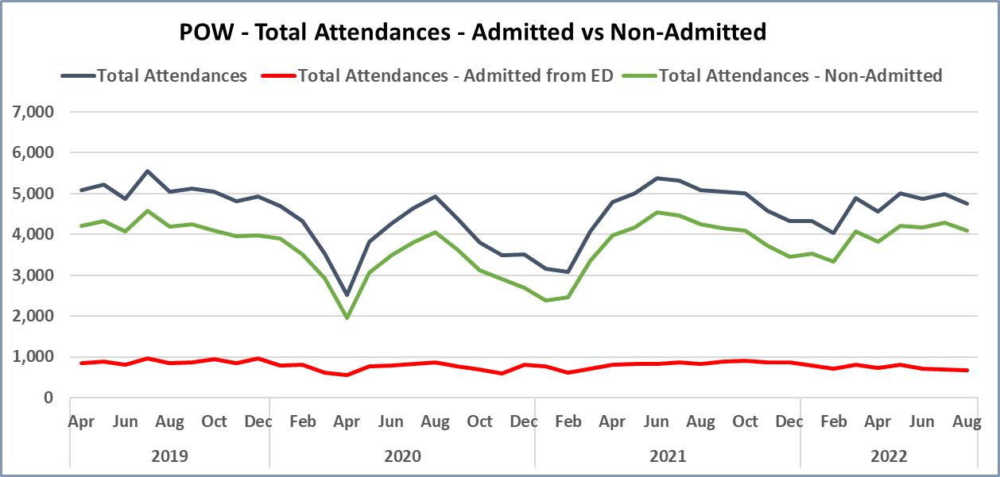 POW - Total Attendances - Admitted vs Non-Admitted
Total Attendances Total Attendances - Admitted from ED Total Attendances - Non-Admitted
7,000
6,000
5,000
4,000
3,000
2,000
1,000
0
Apr Jun Aug Oct Dec Feb Apr Jun Aug Oct Dec Feb Apr Jun Aug Oct Dec Feb Apr Jun Aug
2019 2020 2021 2022